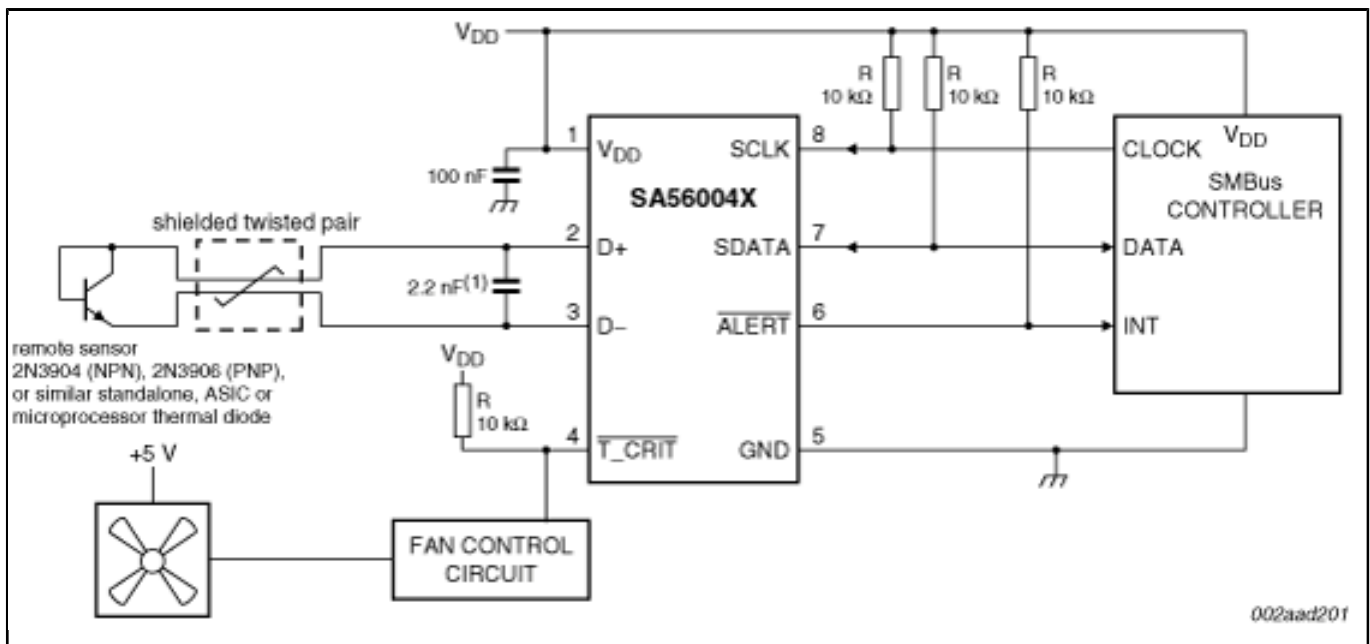 VDD
R
10 kΩ
R
10 kΩ
R
10 kΩ
1
VDD
100 nF
SCLK
8
SA56004X
CLOCK
VDD
SMBus
CONTROLLER
shielded twisted pair
2
D+
2.2 nF(1)
SDATA
7
DATA
3
D−
ALERT
6
INT
remote sensor
2N3904 (NPN), 2N3906 (PNP),
or similar standalone, ASIC or
microprocessor thermal diode
VDD
R
10 kΩ
4
T_CRIT
GND
5
+5 V
FAN CONTROL
CIRCUIT
002aad201